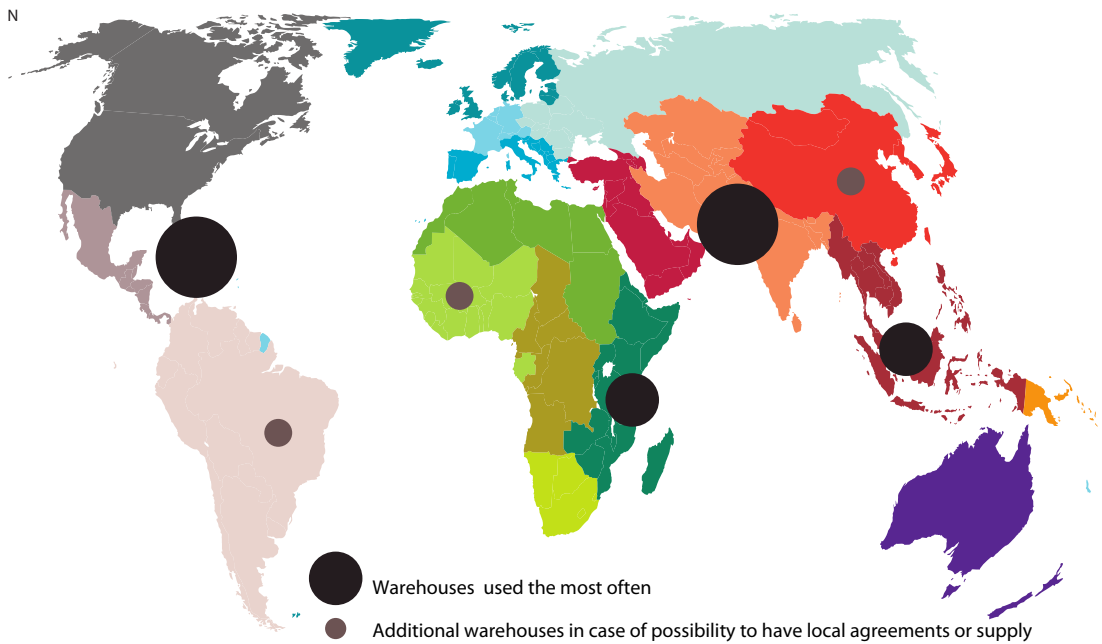 N
Warehouses used the most often
Additional warehouses in case of possibility to have local agreements or supply